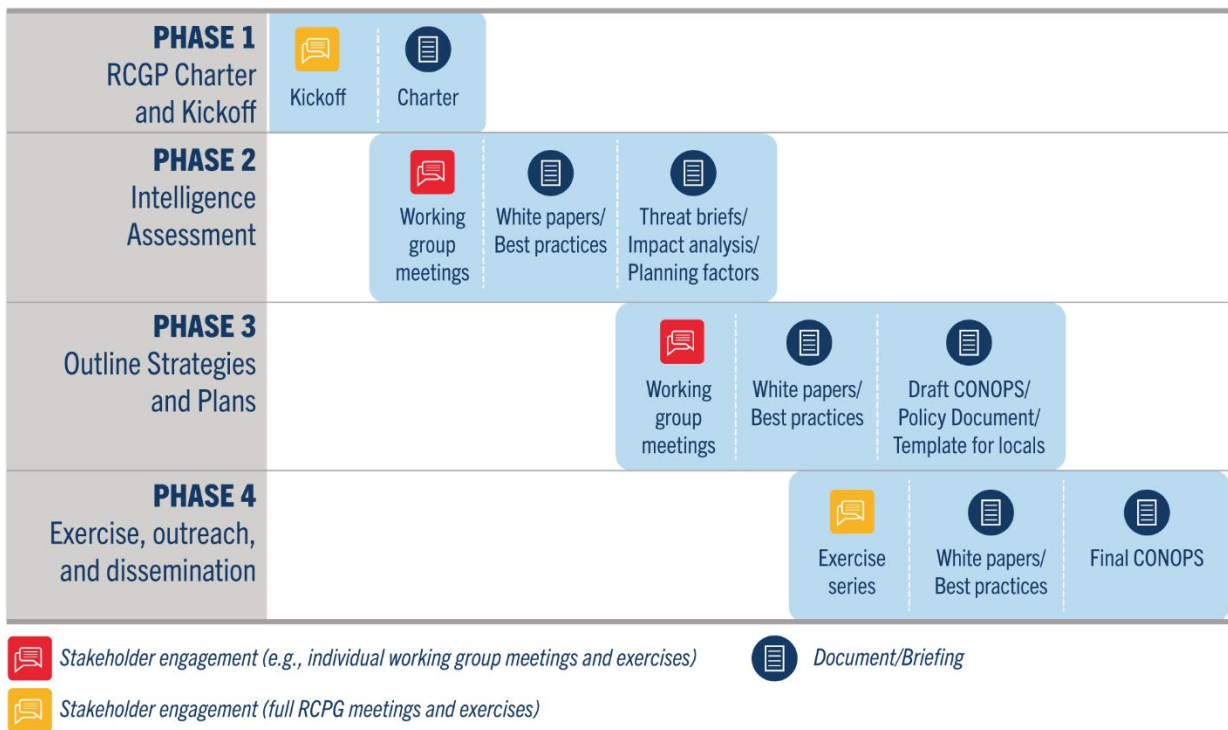 PHASE 1
RCGP Charter
and Kickoff
Kickoff
Charter
PHASE 2
Intelligence
Assessment
Working
group
meetings
White papers/
Best practices
Threat briefs/
Impact analysis/
Planning factors
PHASE 3
Outline Strategies
and Plans
Working
group
meetings
White papers/
Best practices
Draft CONOPS/
Policy Document/
Template for locals
PHASE 4
Exercise, outreach,
and dissemination
Exercise
series
White papers/
Best practices
Final CONOPS
Stakeholder engagement (e.g., individual working group meetings and exercises)
Document/Briefing
Stakeholder engagement (full RCPG meetings and exercises)